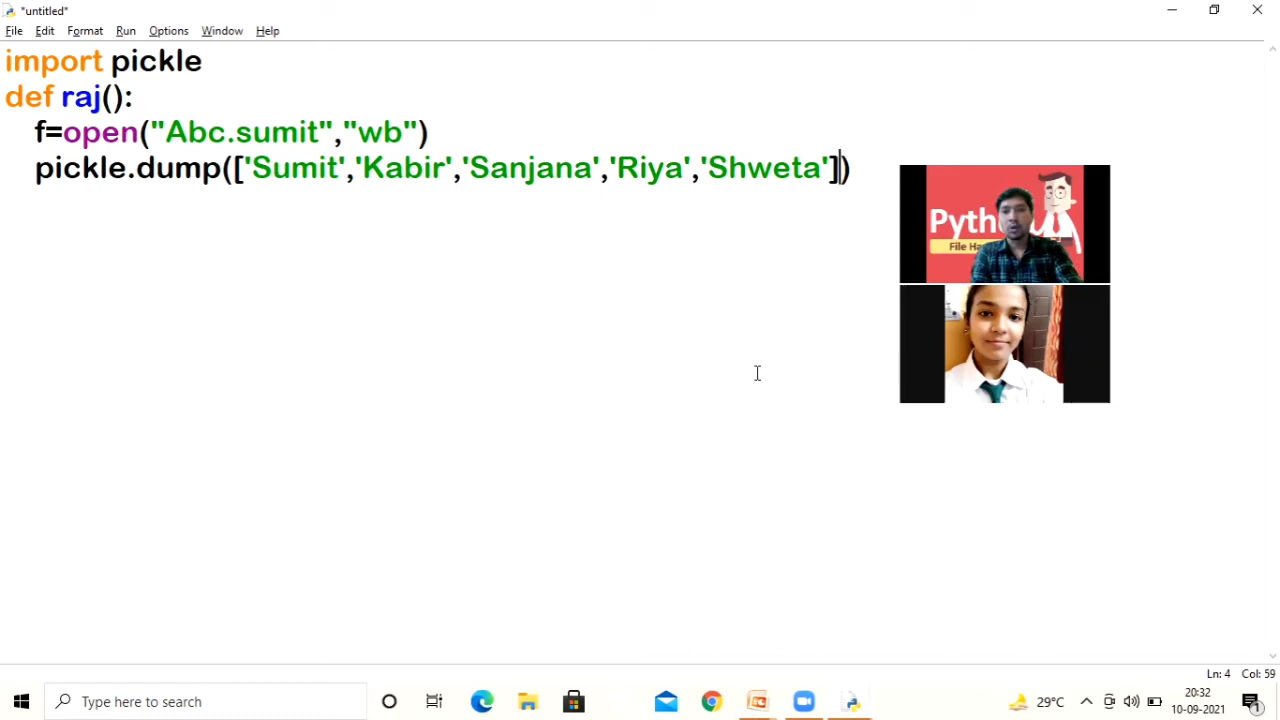 *untitled*
File Edit Format Run Options Window Help
import pickle
def raj():
f=open("Abc.sumit","wb")
pickle.dump(['Sumit','Kabir','Sanjana','Riya','Shweta'])
File Ha
Ln: 4 Col: 59
Type here to search
29°C
20:32
10-09-2021
1